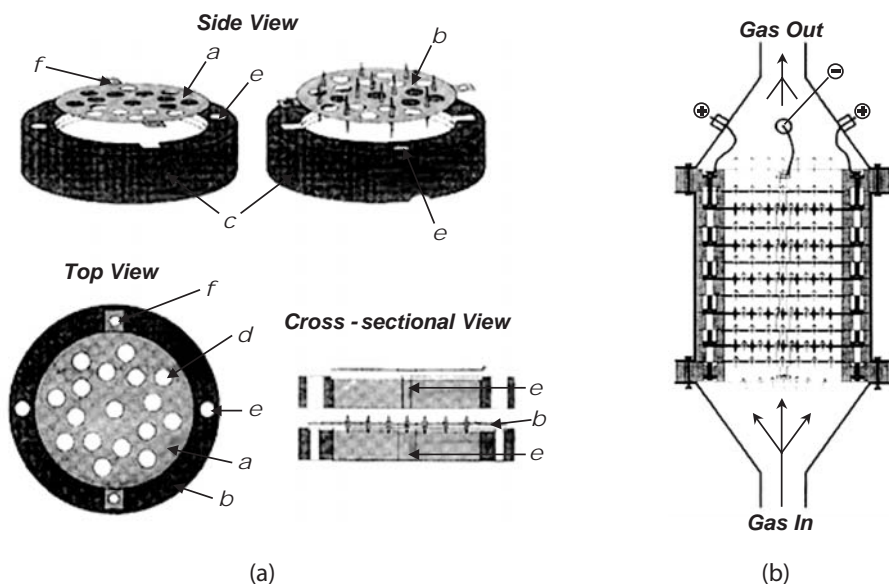 Side View
a
b
f
e
c
e
Top View
f
d
e
a
b
Cross - sectional View
e
b
e
(a)
Gas Out
⊖
⊕
⊕
Gas In
(b)